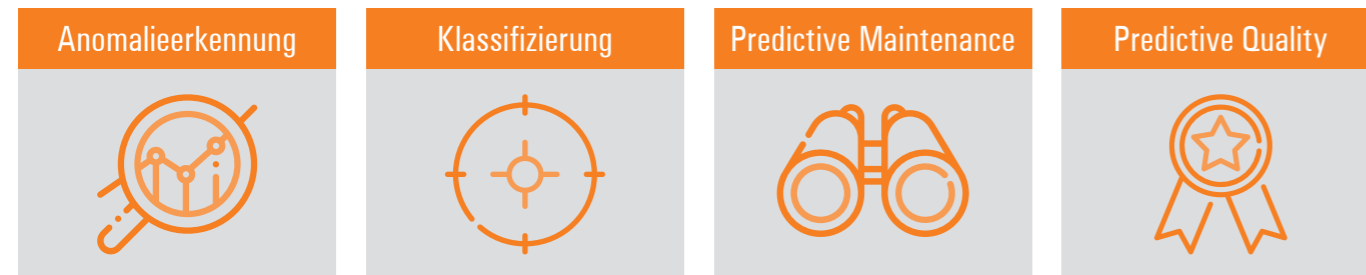 Anomalieerkennung
Klassifizierung
Predictive Maintenance
Predictive Quality